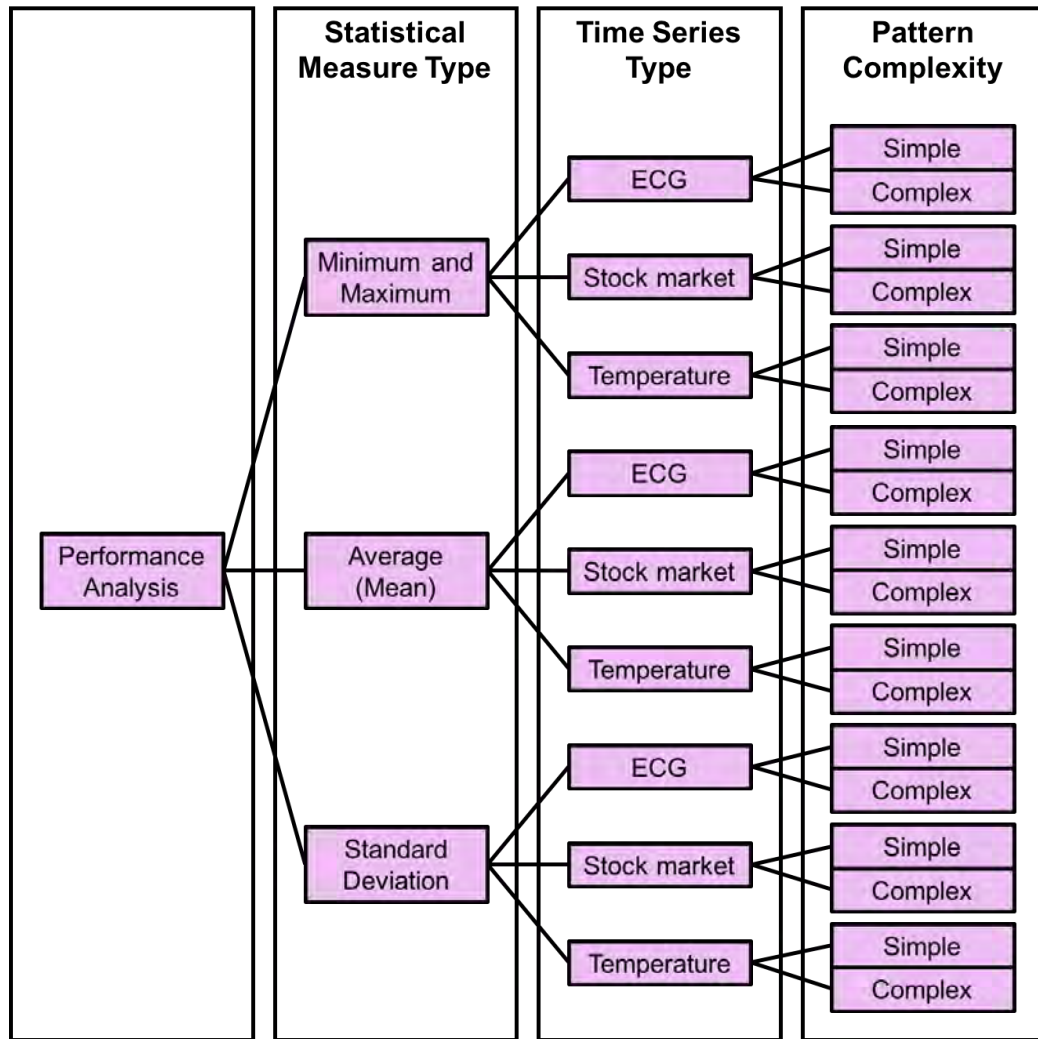 Statistical
Measure Type
Time Series
Type
Pattern
Complexity
Performance
Analysis
Minimum and
Maximum
ECG
Simple
Complex
Stock market
Simple
Complex
Temperature
Simple
Complex
Average
(Mean)
ECG
Simple
Complex
Stock market
Simple
Complex
Temperature
Simple
Complex
Standard
Deviation
ECG
Simple
Complex
Stock market
Simple
Complex
Temperature
Simple
Complex